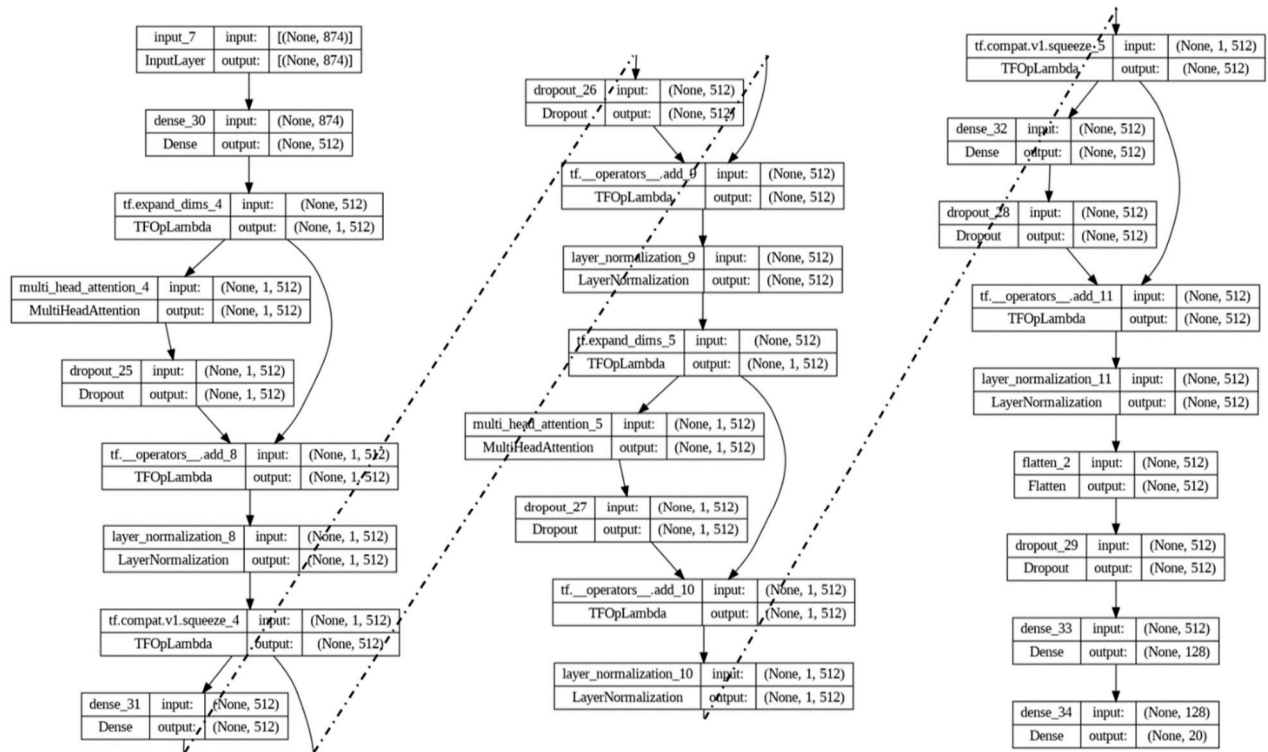 input_7 input: [(None, 874)]
InputLayer output: [(None, 874)]
dense_30 input: (None, 874)
Dense output: (None, 512)
tf.expand_dims_4 input: (None, 512)
TFOpLambda output: (None, 1, 512)
multi_head_attention_4 input: (None, 1, 512)
MultiHeadAttention output: (None, 1, 512)
dropout_25 input: (None, 1, 512)
Dropout output: (None, 1, 512)
tf.__operators__.add_8 input: (None, 1, 512)
TFOpLambda output: (None, 1, 512)
layer_normalization_8 input: (None, 1, 512)
LayerNormalization output: (None, 1, 512)
tf.compat.v1.squeeze_4 input: (None, 1, 512)
TFOpLambda output: (None, 512)
dense_31 input: (None, 512)
Dense output: (None, 512)
dropout_26 input: (None, 512)
Dropout output: (None, 512)
tf.__operators__.add_9 input: (None, 512)
TFOpLambda output: (None, 512)
layer_normalization_9 input: (None, 512)
LayerNormalization output: (None, 512)
tf.expand_dims_5 input: (None, 512)
TFOpLambda output: (None, 1, 512)
multi_head_attention_5 input: (None, 1, 512)
MultiHeadAttention output: (None, 1, 512)
dropout_27 input: (None, 1, 512)
Dropout output: (None, 1, 512)
tf.__operators__.add_10 input: (None, 1, 512)
TFOpLambda output: (None, 1, 512)
layer_normalization_10 input: (None, 1, 512)
LayerNormalization output: (None, 1, 512)
tf.compat.v1.squeeze_5 input: (None, 1, 512)
TFOpLambda output: (None, 512)
dense_32 input: (None, 512)
Dense output: (None, 512)
dropout_28 input: (None, 512)
Dropout output: (None, 512)
tf.__operators__.add_11 input: (None, 512)
TFOpLambda output: (None, 512)
layer_normalization_11 input: (None, 512)
LayerNormalization output: (None, 512)
flatten_2 input: (None, 512)
Flatten output: (None, 512)
dropout_29 input: (None, 512)
Dropout output: (None, 512)
dense_33 input: (None, 512)
Dense output: (None, 128)
dense_34 input: (None, 128)
Dense output: (None, 20)